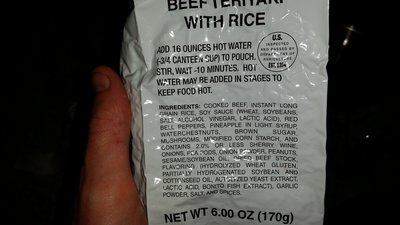 BEEF TERIYAKI
WITH RICE
ADD 16 OUNCES HOT WATER
(~3/4 CANTEEN CUP) TO POUCH.
STIR, WAIT ~10 MINUTES. HOT
WATER MAY BE ADDED IN STAGES TO
KEEP FOOD HOT.
U.S.
INSPECTED
AND PASSED BY
DEPARTMENT OF
AGRICULTURE
EST.
INGREDIENTS: COOKED BEEF, INSTANT LONG
GRAIN RICE, SOY SAUCE (WHEAT, SOYBEANS,
SALT, ALCOHOL, VINEGAR, LACTIC ACID), RED
BELL PEPPERS, PINEAPPLE IN LIGHT SYRUP,
WATERCHESTNUTS, BROWN SUGAR,
MUSHROOMS, MODIFIED CORN STARCH, AND
CONTAINS 2.0% OR LESS SHERRY WINE,
ONIONS, PEA PODS, ONION POWDER, PEANUTS,
SESAME/SOYBEAN OIL, DRIED BEEF STOCK,
FLAVORING (HYDROLYZED WHEAT GLUTEN,
PARTIALLY HYDROGENATED SOYBEAN AND
COTTONSEED OIL, AUTOLYZED YEAST EXTRACT,
LACTIC ACID, BONITO FISH EXTRACT), GARLIC
POWDER, SALT, AND SPICES.
NET WT 6.00 OZ (170g)